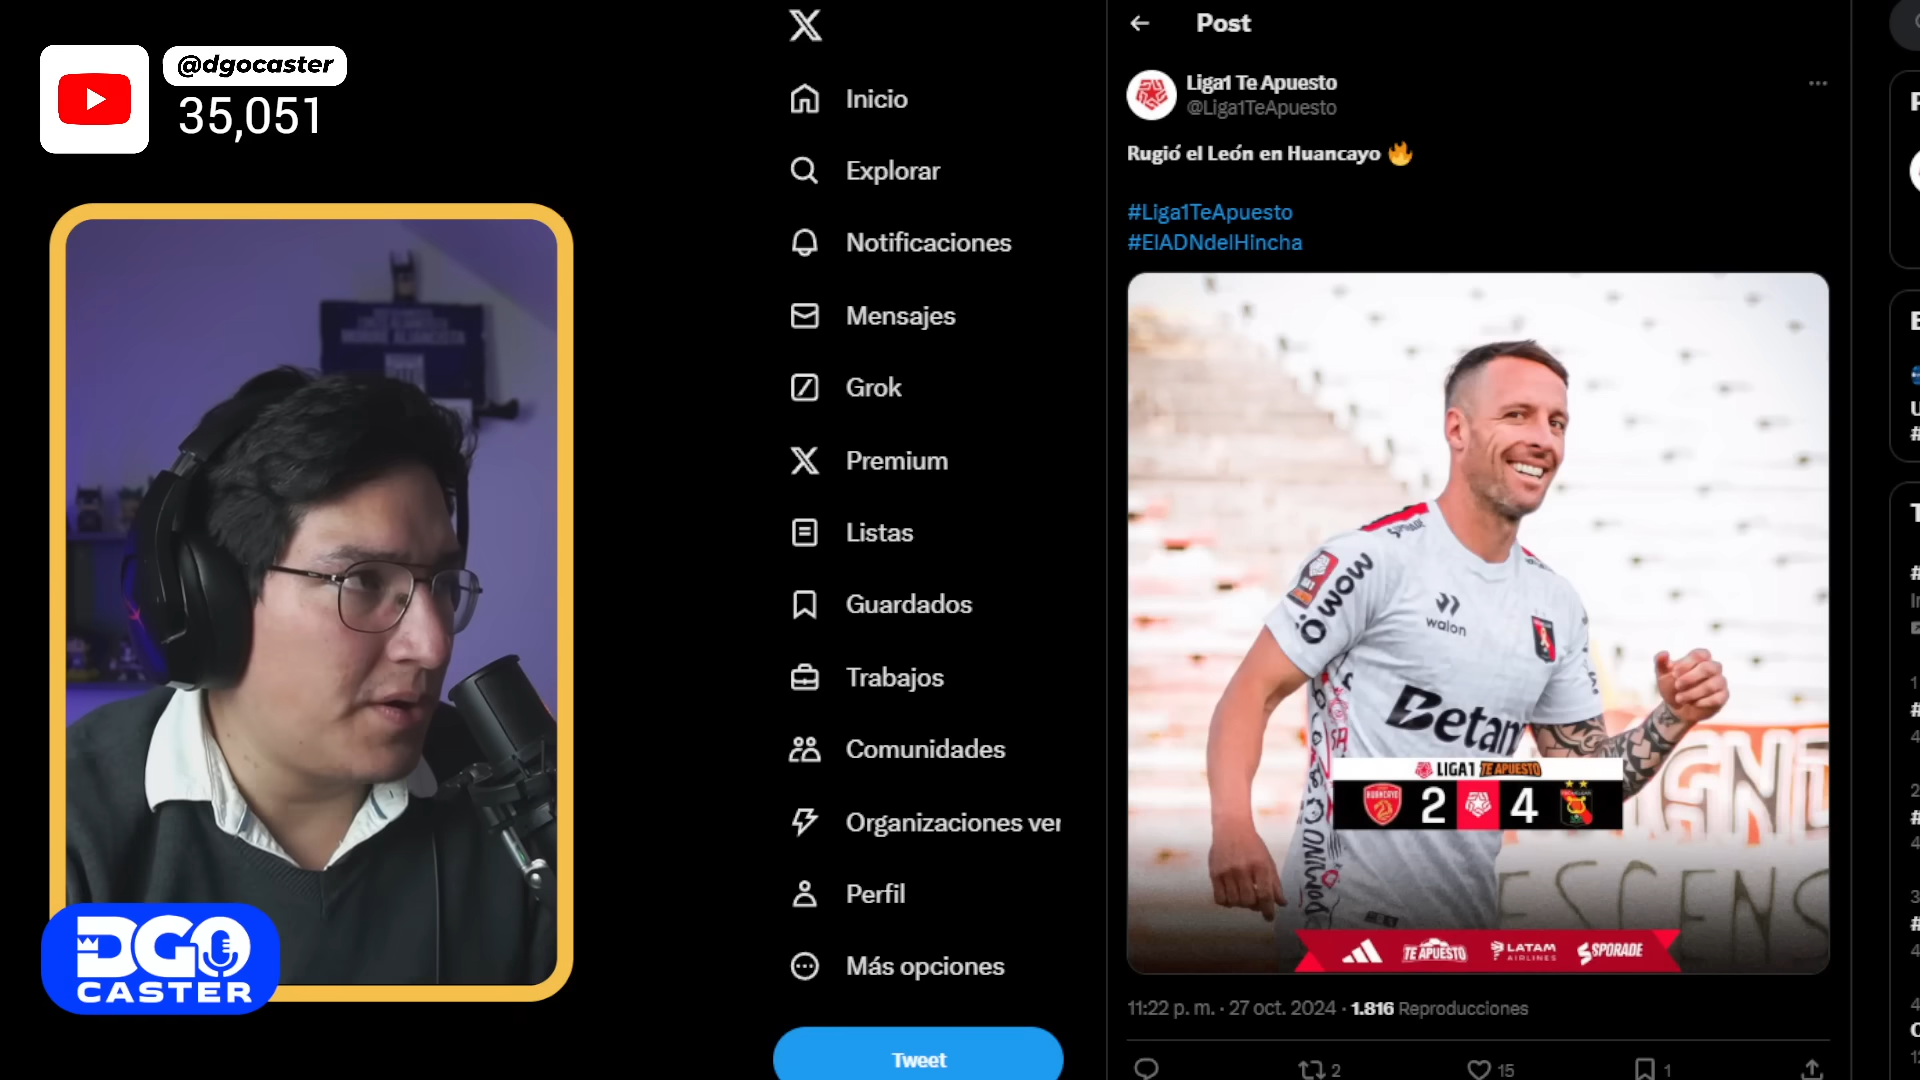 @dgocaster
35,051
DGO
CASTER
Inicio
Explorar
Notificaciones
Mensajes
Grok
Premium
Listas
Guardados
Trabajos
Comunidades
Organizaciones ver
Perfil
Más opciones
Tweet
Post
Liga1 Te Apuesto
@Liga1TeApuesto
Rugió el León en Huancayo
#Liga1TeApuesto
#ElADNdelHincha
WOW
walon
Betan
LIGA1 TE APUESTO
HUANCAYO
2 4
ESCENS
TE APUESTO
LATAM
AIRLINES
SPORADE
11:22 p. m. · 27 oct. 2024 · 1.816 Reproducciones
2
15
1